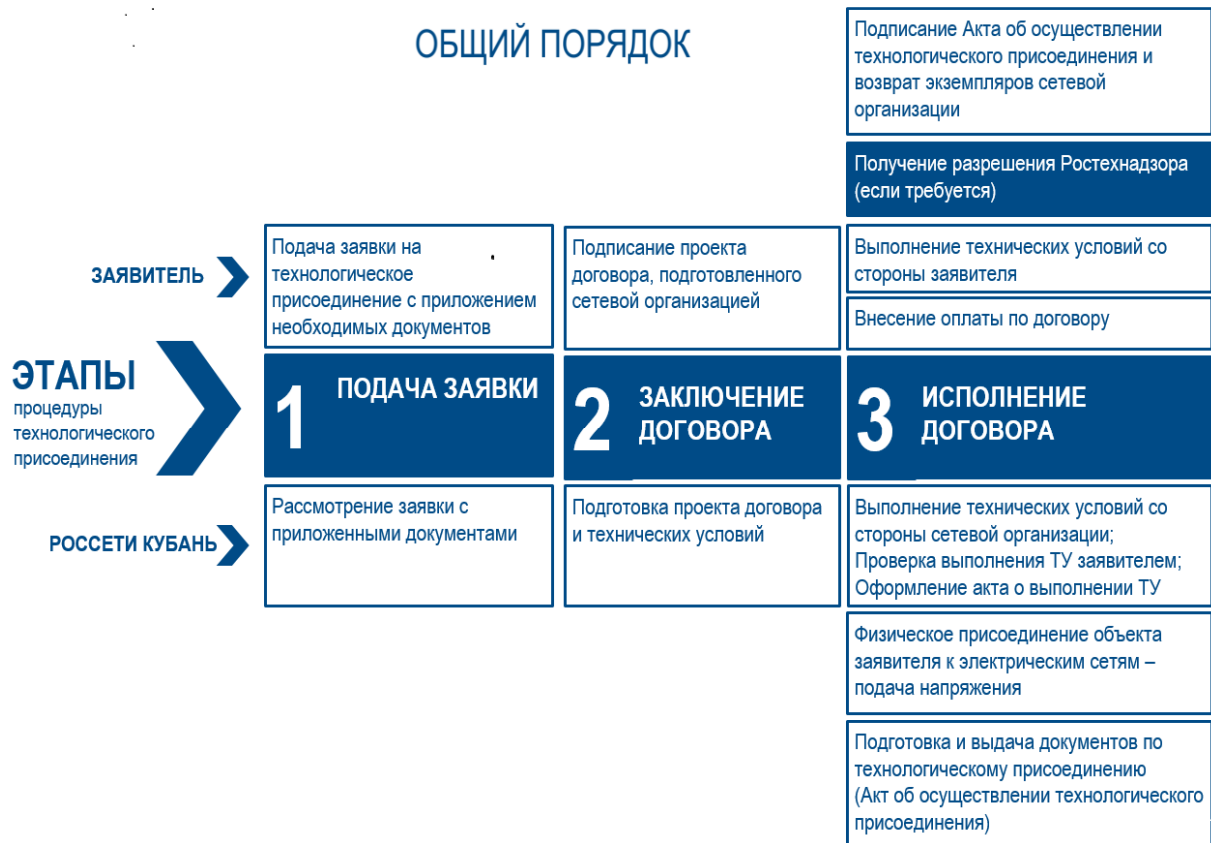 ОБЩИЙ ПОРЯДОК
Подписание Акта об осуществлении
технологического присоединения и
возврат экземпляров сетевой
организации
Получение разрешения Ростехнадзора
(если требуется)
ЗАЯВИТЕЛЬ
Подача заявки на
технологическое
присоединение с приложением
необходимых документов
Подписание проекта
договора, подготовленного
сетевой организацией
Выполнение технических условий со
стороны заявителя
Внесение оплаты по договору
ЭТАПЫ
процедуры
технологического
присоединения
1 ПОДАЧА ЗАЯВКИ
2 ЗАКЛЮЧЕНИЕ
ДОГОВОРА
3 ИСПОЛНЕНИЕ
ДОГОВОРА
РОССЕТИ КУБАНЬ
Рассмотрение заявки с
приложенными документами
Подготовка проекта договора
и технических условий
Выполнение технических условий со
стороны сетевой организации;
Проверка выполнения ТУ заявителем;
Оформление акта о выполнении ТУ
Физическое присоединение объекта
заявителя к электрическим сетям –
подача напряжения
Подготовка и выдача документов по
технологическому присоединению
(Акт об осуществлении технологического
присоединения)